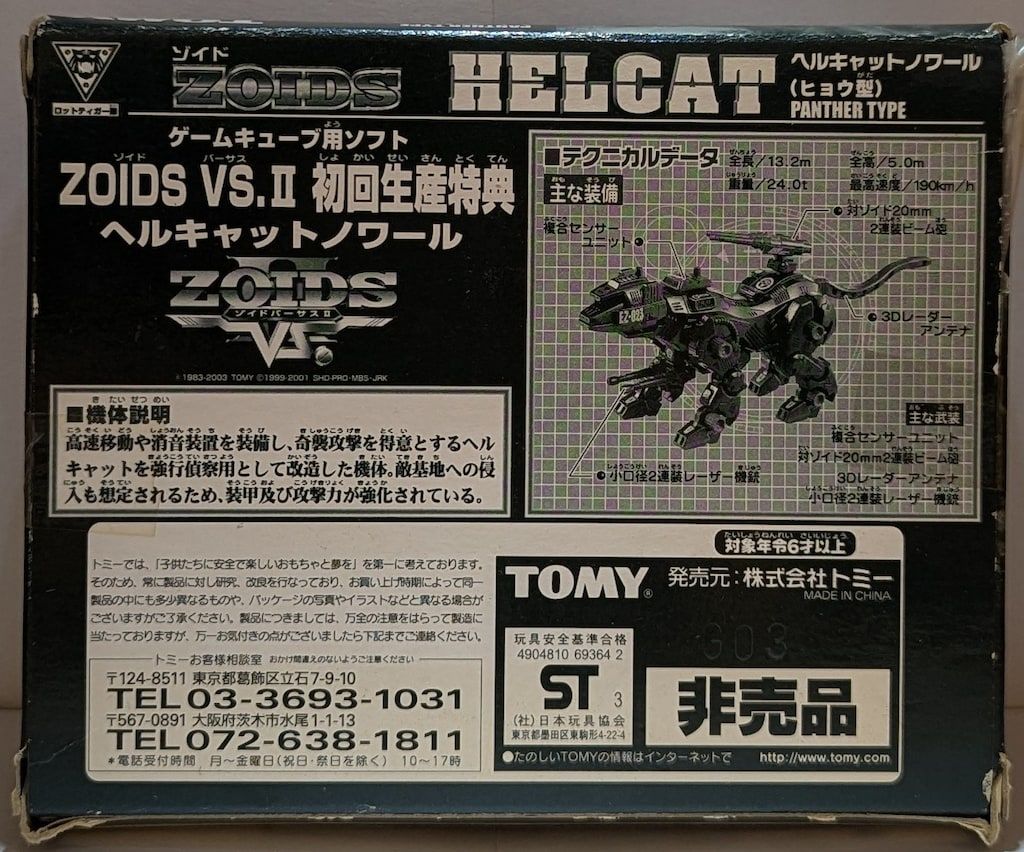 ゾイド
ZOIDS
HELCAT
ヘルキャットノワール
(ヒョウ型)
PANTHER TYPE
ゲームキューブ用ソフト
ZOIDS VS.II 初回生産特典
ヘルキャットノワール
ZOIDS
ゾイドバーサスII
VS.
©1983-2003 TOMY ©1999-2001 SHO-PRO・MBS・JRK
■機体説明
高速移動や消音装置を装備し、奇襲攻撃を得意とするヘル
キャットを強行偵察用として改造した機体。敵基地への侵
入も想定されるため、装甲及び攻撃力が強化されている。
■テクニカルデータ
全長/13.2m 全高/5.0m
重量/24.0t 最高速度/190km/h
主な装備
複合センサー
ユニット●
●対ゾイド20mm
2連装ビーム砲
EZ-023
●3Dレーダー
アンテナ
●小口径2連装レーザー機銃
主な武装
複合センサーユニット
対ゾイド20mm2連装ビーム砲
3Dレーダーアンテナ
小口径2連装レーザー機銃
対象年令6才以上
トミーでは、「子供たちに安全で楽しいおもちゃと夢を」を第一に考えております。
そのため、常に製品に対し研究、改良を行なっており、お買い上げ時期によって同一
製品の中にも多少異なるものや、パッケージの写真やイラストなどと異なる場合が
ございますがご了承ください。製品につきましては、万全の注意をはらって製造に
当たっておりますが、万一お気付きの点がございましたら下記までご連絡ください。
トミーお客様相談室 おかけ間違えのないようご注意ください
〒124-8511 東京都葛飾区立石7-9-10
TEL 03-3693-1031
〒567-0891 大阪府茨木市水尾1-1-13
TEL 072-638-1811
*電話受付時間 月〜金曜日(祝日・祭日を除く) 10〜17時
TOMY®
発売元:株式会社トミー
MADE IN CHINA
G03
玩具安全基準合格
4904810 69364 2
ST 3
(社)日本玩具協会
東京都墨田区東駒形4-22-4
非売品
●たのしいTOMYの情報はインターネットで http://www.tomy.com